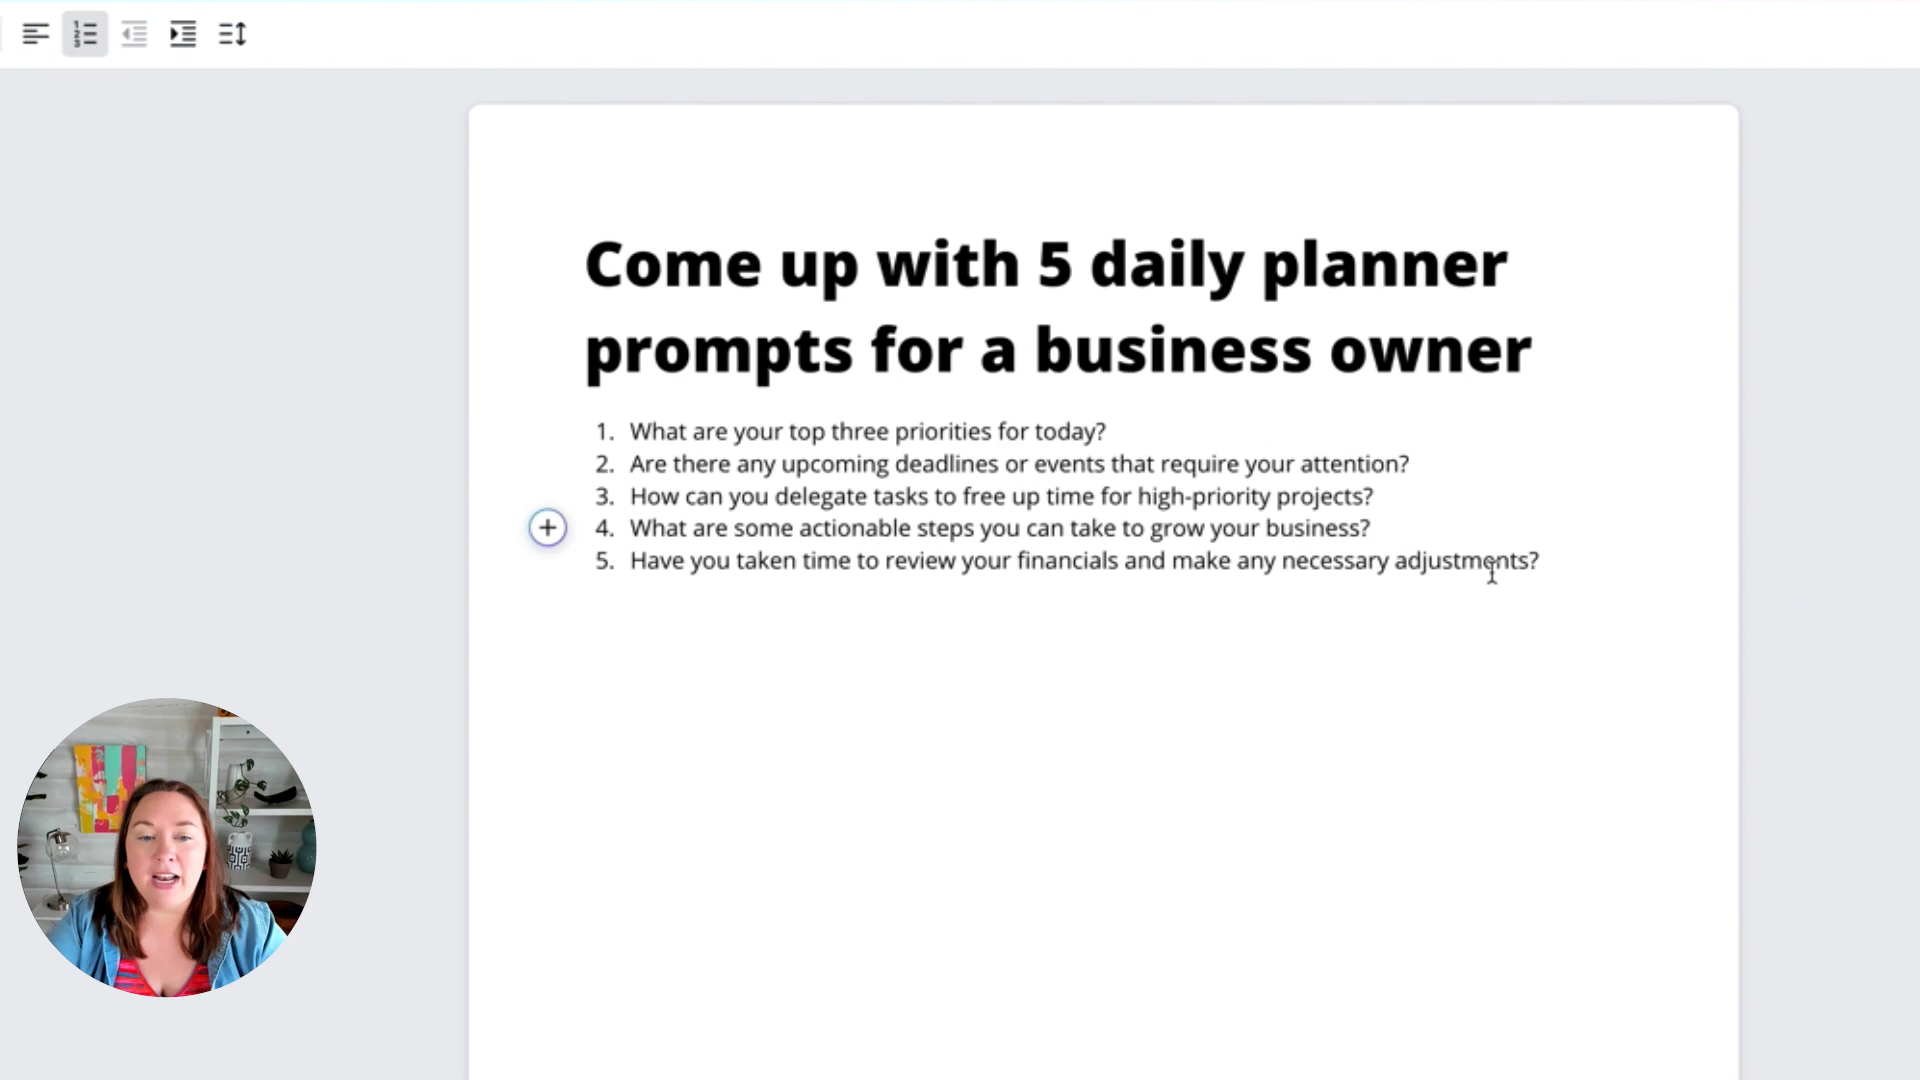 Come up with 5 daily planner
prompts for a business owner
1. What are your top three priorities for today?
2. Are there any upcoming deadlines or events that require your attention?
3. How can you delegate tasks to free up time for high-priority projects?
4. What are some actionable steps you can take to grow your business?
5. Have you taken time to review your financials and make any necessary adjustments?